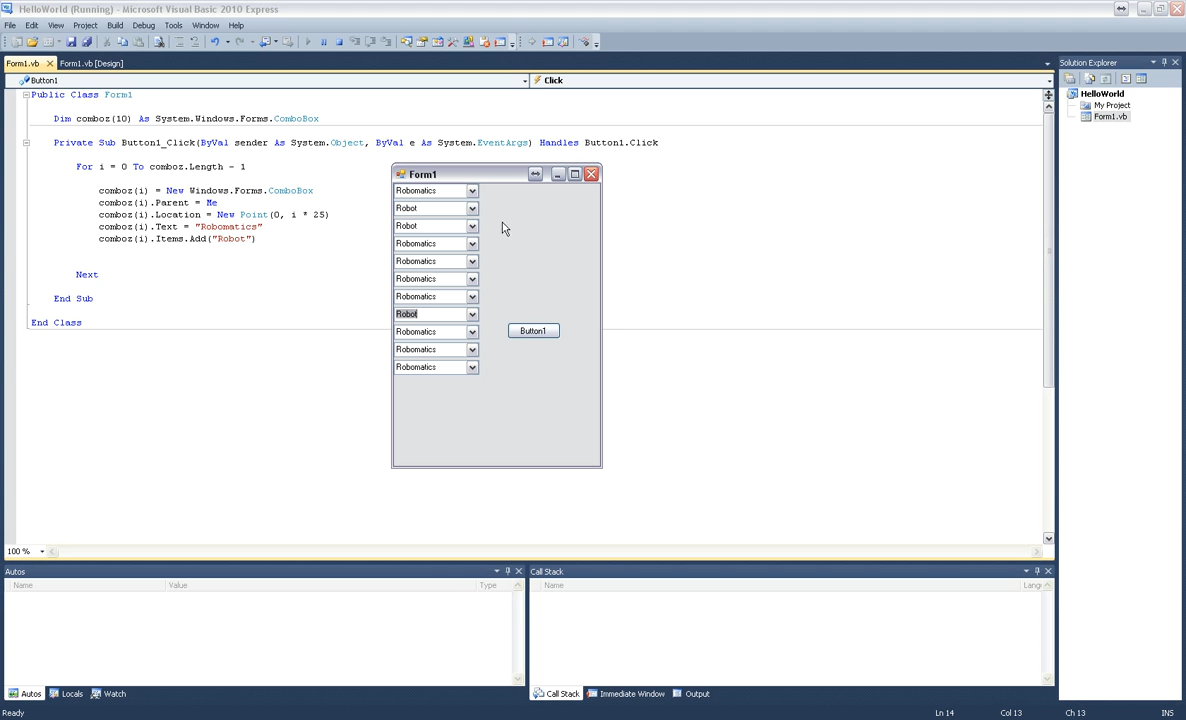 HelloWorld (Running) - Microsoft Visual Basic 2010 Express
File Edit View Project Build Debug Tools Window Help
Form1.vb Form1.vb [Design]
Button1 Click
Public Class Form1
Dim comboz(10) As System.Windows.Forms.ComboBox
Private Sub Button1_Click(ByVal sender As System.Object, ByVal e As System.EventArgs) Handles Button1.Click
For i = 0 To comboz.Length - 1
comboz(i) = New Windows.Forms.ComboBox
comboz(i).Parent = Me
comboz(i).Location = New Point(0, i * 25)
comboz(i).Text = "Robomatics"
comboz(i).Items.Add("Robot")
Next
End Sub
End Class
Form1
Robomatics
Robot
Robot
Robomatics
Robomatics
Robomatics
Robomatics
Robot
Robomatics
Robomatics
Robomatics
Button1
Solution Explorer
HelloWorld
My Project
Form1.vb
100 %
Autos
Name Value Type
Autos Locals Watch
Call Stack
Name Lang
Call Stack Immediate Window Output
Ready Ln 14 Col 13 Ch 13 INS